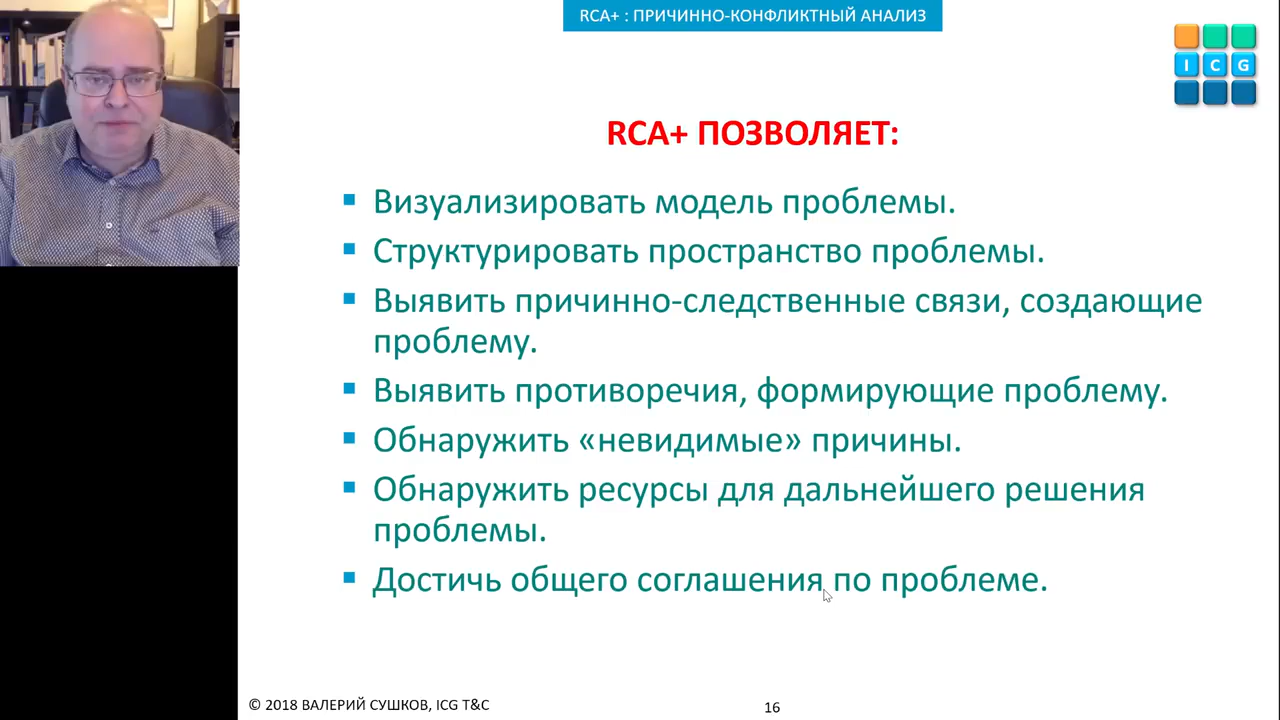 RCA+ : ПРИЧИННО-КОНФЛИКТНЫЙ АНАЛИЗ
I C G
RCA+ ПОЗВОЛЯЕТ:
Визуализировать модель проблемы.
Структурировать пространство проблемы.
Выявить причинно-следственные связи, создающие
проблему.
Выявить противоречия, формирующие проблему.
Обнаружить «невидимые» причины.
Обнаружить ресурсы для дальнейшего решения
проблемы.
Достичь общего соглашения по проблеме.
© 2018 ВАЛЕРИЙ СУШКОВ, ICG T&C
16